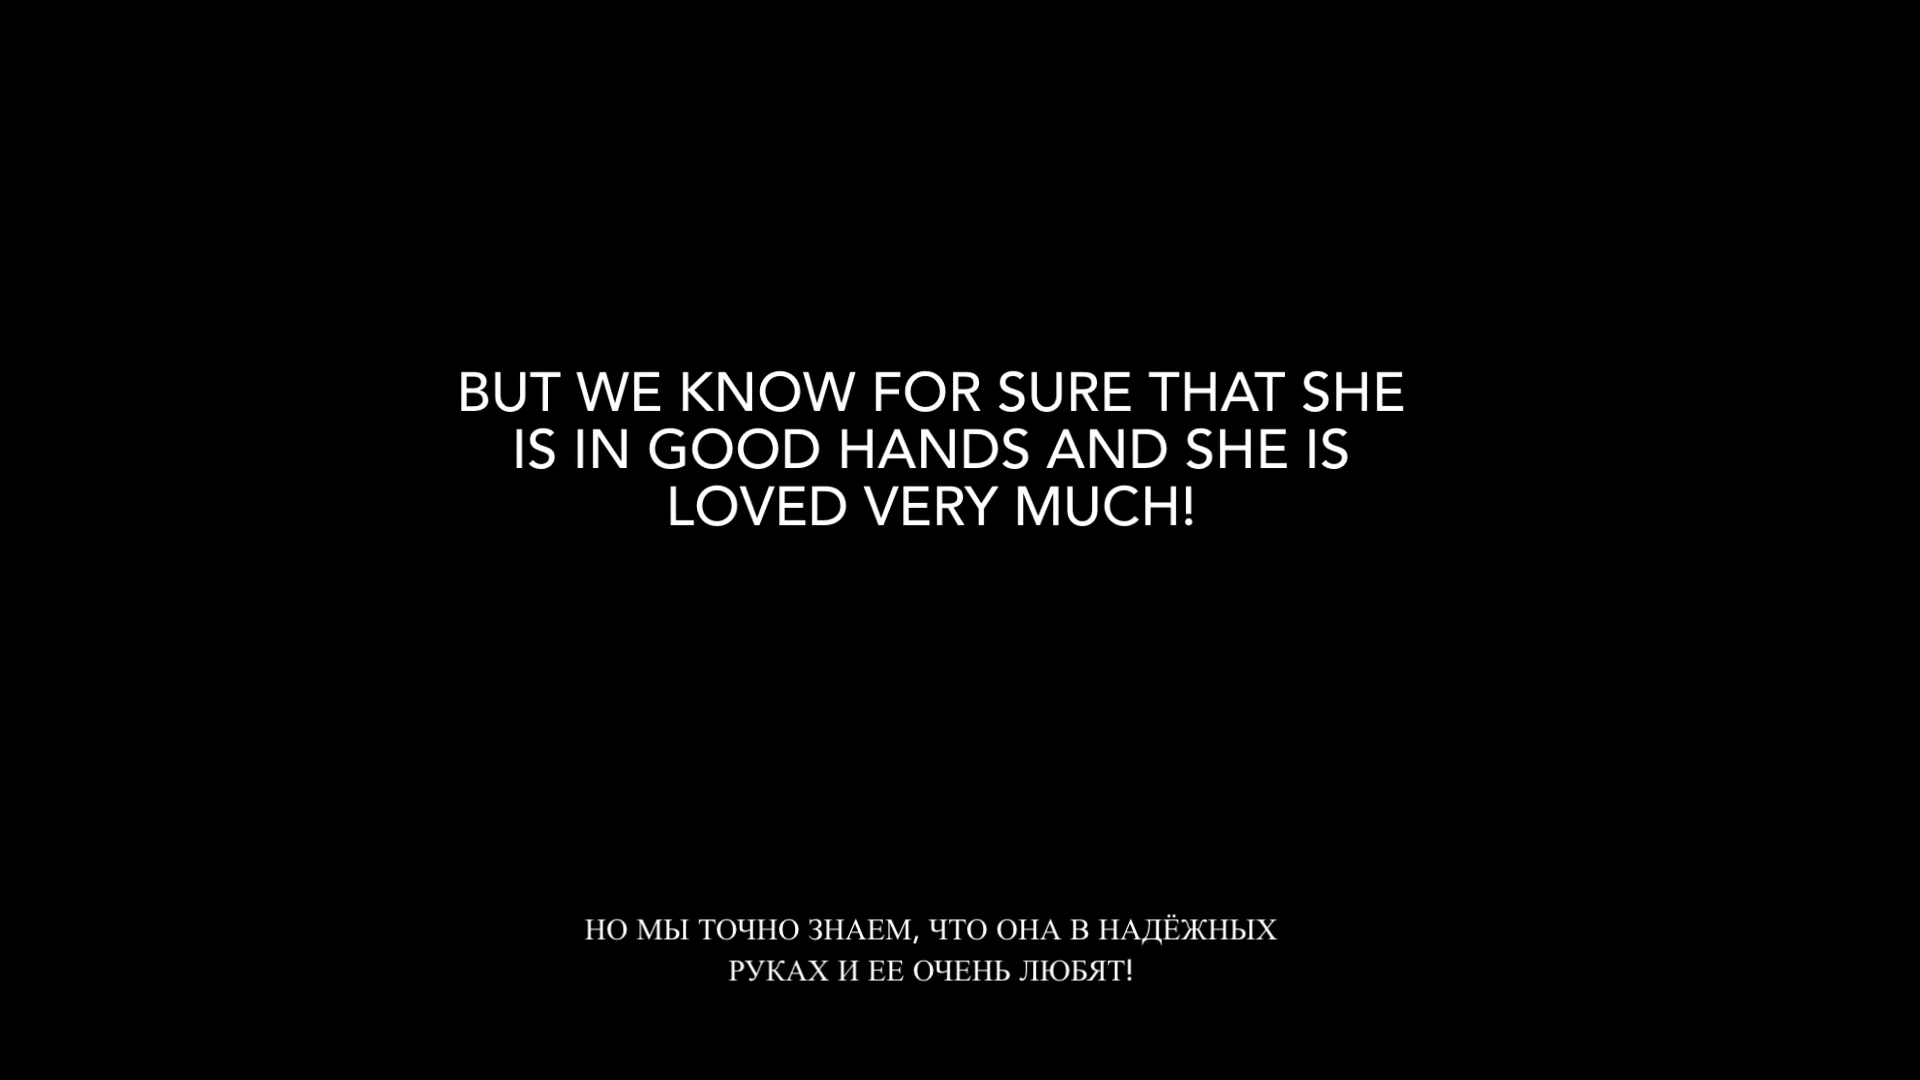 BUT WE KNOW FOR SURE THAT SHE
IS IN GOOD HANDS AND SHE IS
LOVED VERY MUCH!
НО МЫ ТОЧНО ЗНАЕМ, ЧТО ОНА В НАДЁЖНЫХ
РУКАХ И ЕЕ ОЧЕНЬ ЛЮБЯТ!